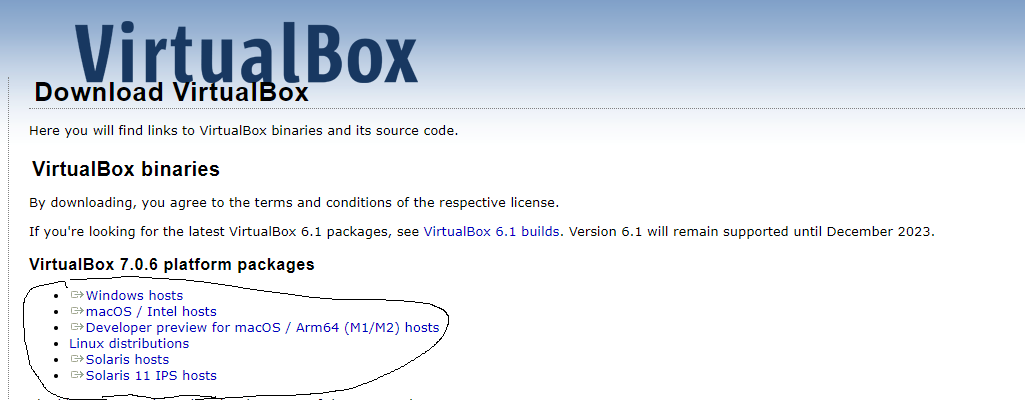 VirtualBox
Download VirtualBox
Here you will find links to VirtualBox binaries and its source code.
VirtualBox binaries
By downloading, you agree to the terms and conditions of the respective license.
If you're looking for the latest VirtualBox 6.1 packages, see VirtualBox 6.1 builds. Version 6.1 will remain supported until December 2023.
VirtualBox 7.0.6 platform packages
Windows hosts
macOS / Intel hosts
Developer preview for macOS / Arm64 (M1/M2) hosts
Linux distributions
Solaris hosts
Solaris 11 IPS hosts